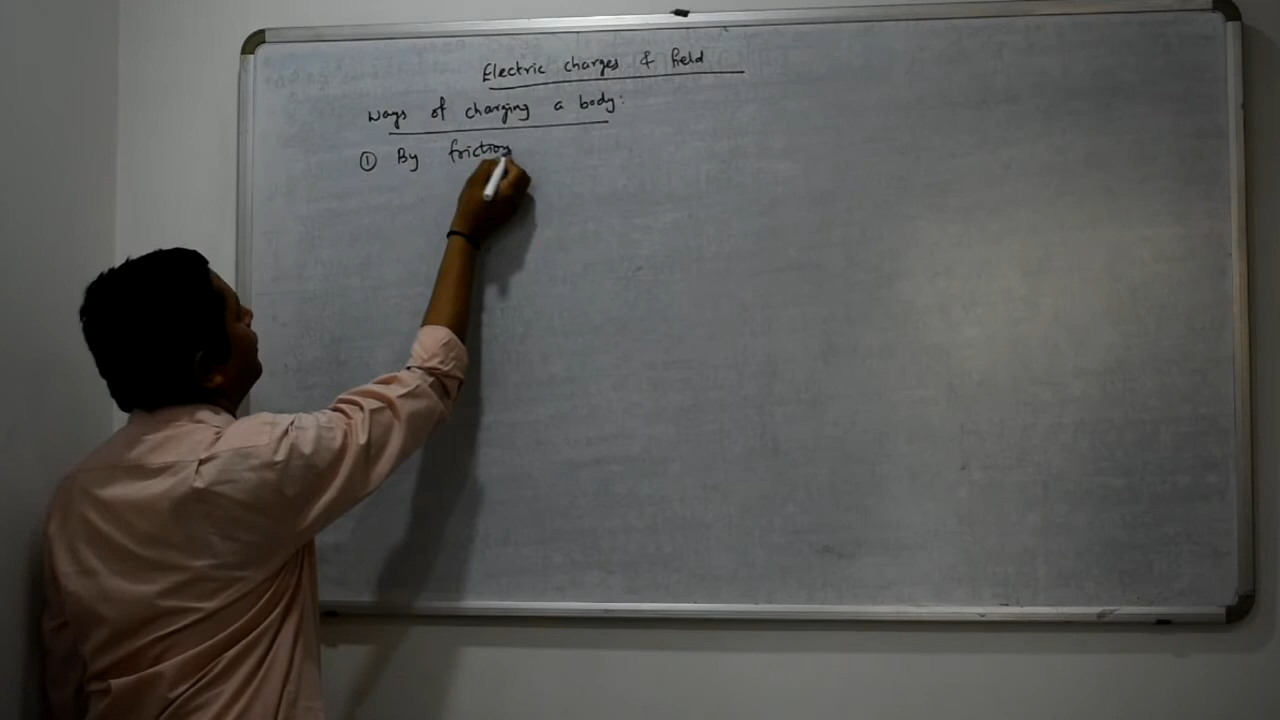 Electric charges & field
Ways of charging a body:
① By friction